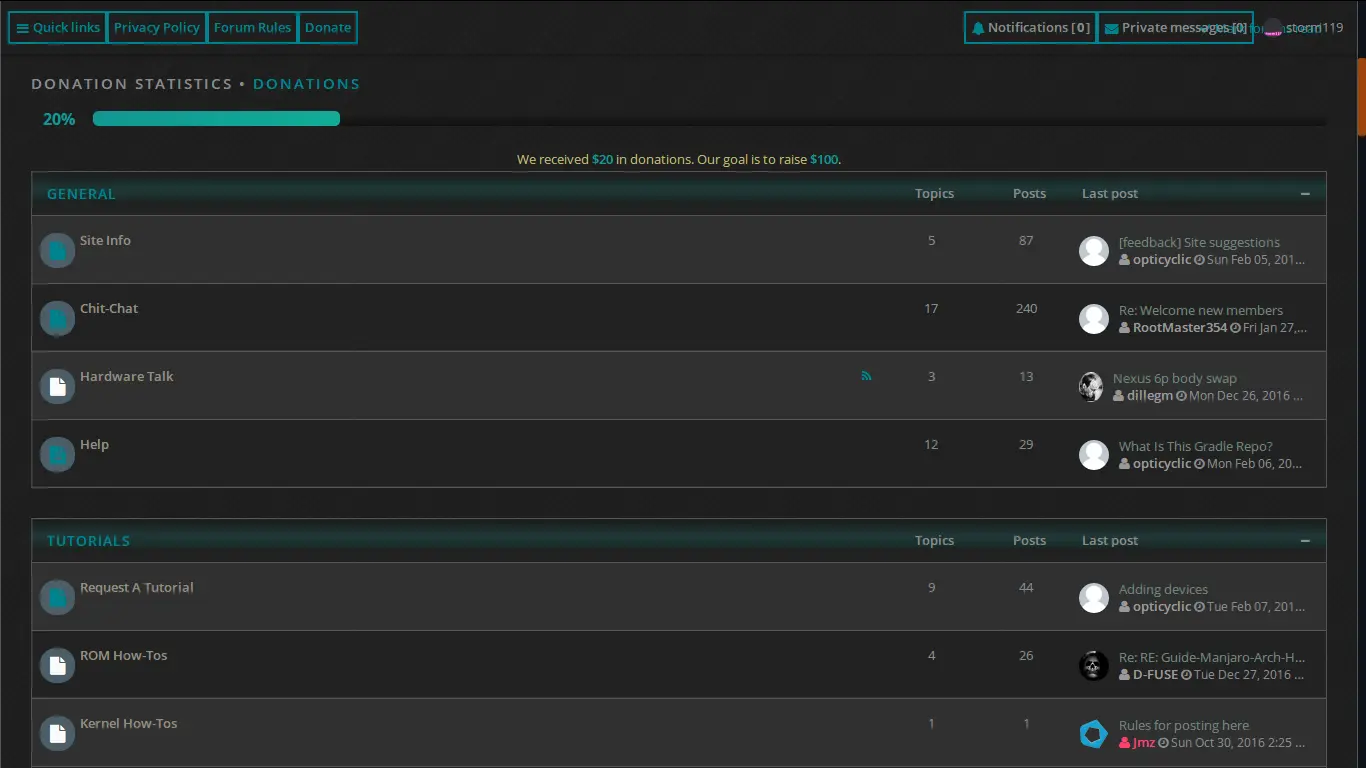 Quick links Privacy Policy Forum Rules Donate Notifications [ 0 ] Private messages [0] storm119
DONATION STATISTICS • DONATIONS
20%
We received $20 in donations. Our goal is to raise $100.
GENERAL Topics Posts Last post
Site Info 5 87 [feedback] Site suggestions
opticyclic Sun Feb 05, 201...
Chit-Chat 17 240 Re: Welcome new members
RootMaster354 Fri Jan 27,...
Hardware Talk 3 13 Nexus 6p body swap
dillegm Mon Dec 26, 2016 ...
Help 12 29 What Is This Gradle Repo?
opticyclic Mon Feb 06, 20...
TUTORIALS Topics Posts Last post
Request A Tutorial 9 44 Adding devices
opticyclic Tue Feb 07, 201...
ROM How-Tos 4 26 Re: RE: Guide-Manjaro-Arch-H...
D-FUSE Tue Dec 27, 2016 ...
Kernel How-Tos 1 1 Rules for posting here
Jmz Sun Oct 30, 2016 2:25 ...